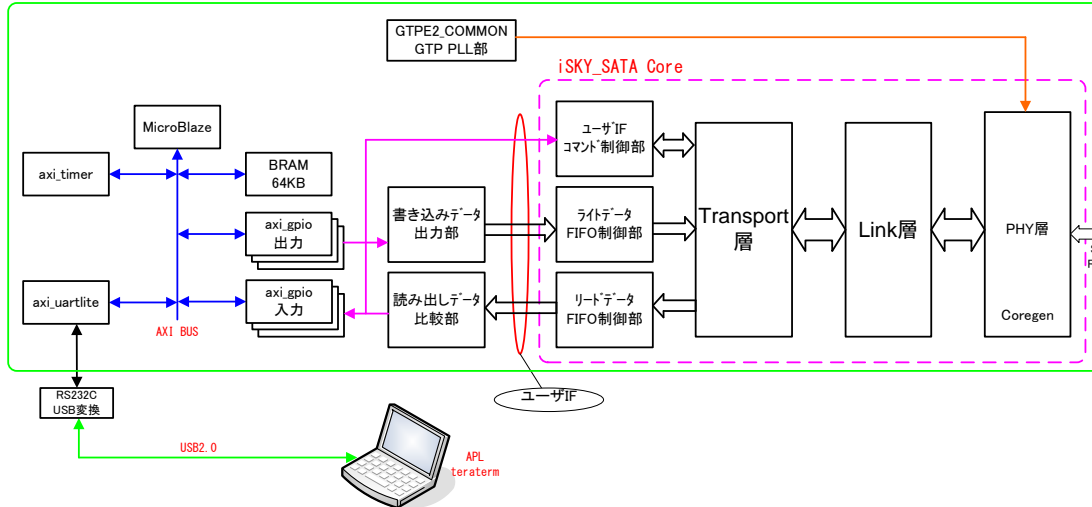 GTPE2_COMMON
GTP PLL部
iSKY_SATA Core
MicroBlaze
axi_timer
BRAM
64KB
axi_gpio
出力
axi_uartlite
axi_gpio
入力
AXI BUS
書き込みデータ
出力部
読み出しデータ
比較部
ユーザIF
コマンド制御部
ライトデータ
FIFO制御部
リードデータ
FIFO制御部
Transport
層
Link層
PHY層
Coregen
ユーザIF
RS232C
USB変換
USB2.0
APL
teraterm